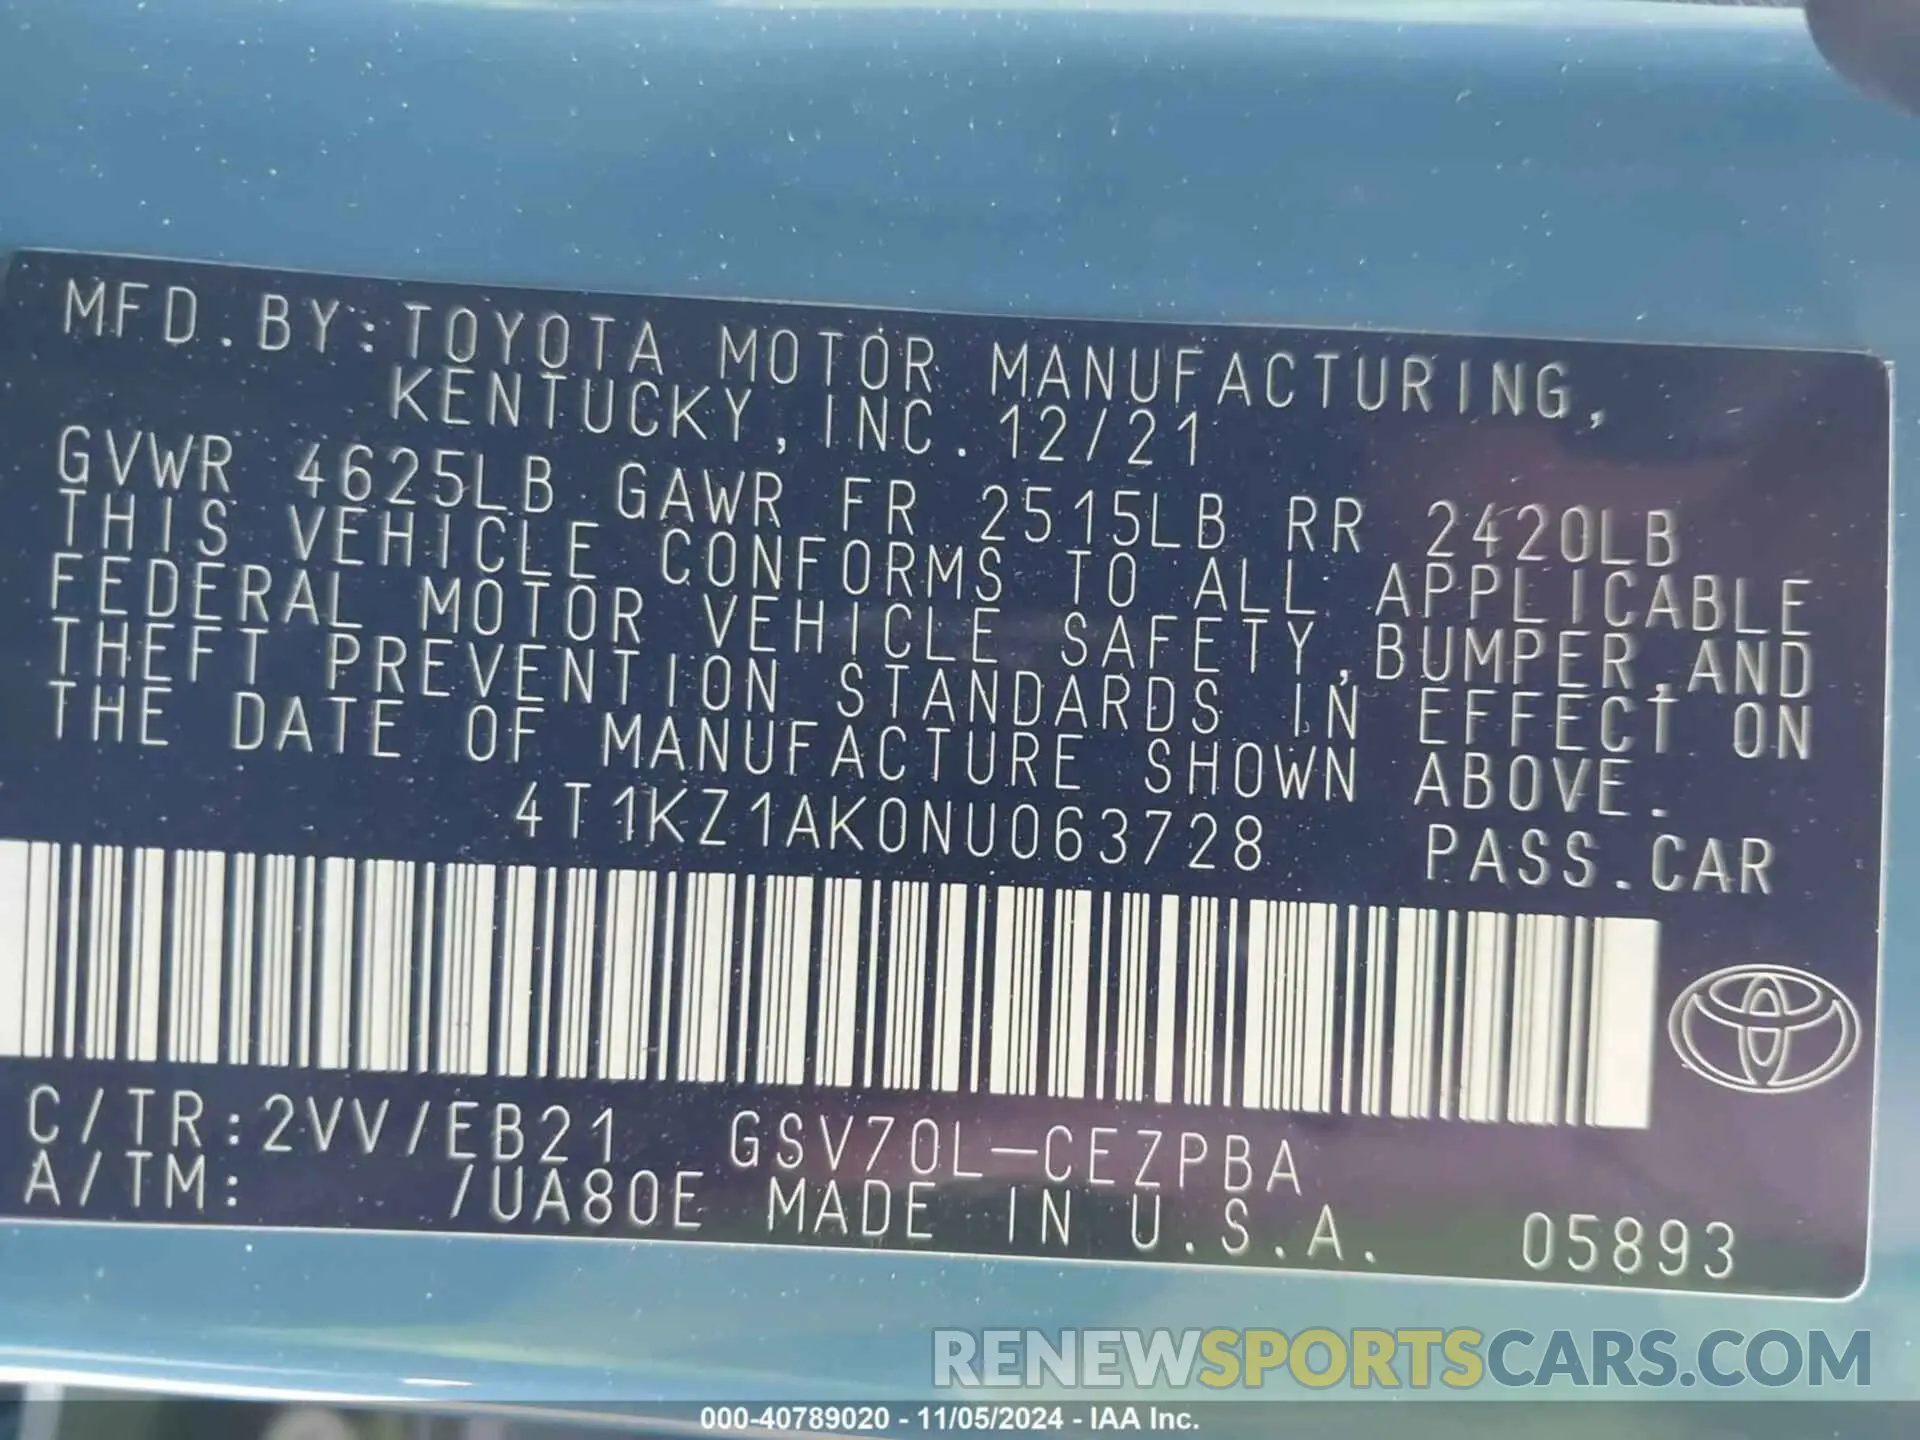 MFD.BY:TOYOTA MOTOR MANUFACTURING,
KENTUCKY,INC.12/21
GVWR 4625LB GAWR FR 2515LB RR 2420LB
THIS VEHICLE CONFORMS TO ALL APPLICABLE
FEDERAL MOTOR VEHICLE SAFETY,BUMPER,AND
THEFT PREVENTION STANDARDS IN EFFECT ON
THE DATE OF MANUFACTURE SHOWN ABOVE.
4T1KZ1AK0NU063728 PASS.CAR
C/TR:2VV/EB21 GSV70L-CEZPBA
A/TM: /UA80E MADE IN U.S.A. 05893
RENEWSPORTSCARS.COM
000-40789020 - 11/05/2024 - IAA Inc.